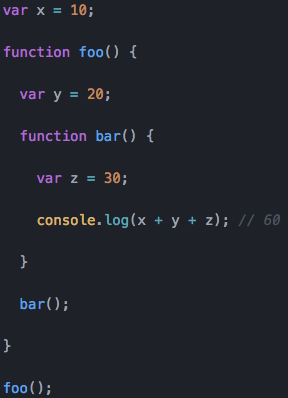 var x = 10;
function foo() {
  var y = 20;
  function bar() {
    var z = 30;
    console.log(x + y + z); // 60
  }
  bar();
}
foo();